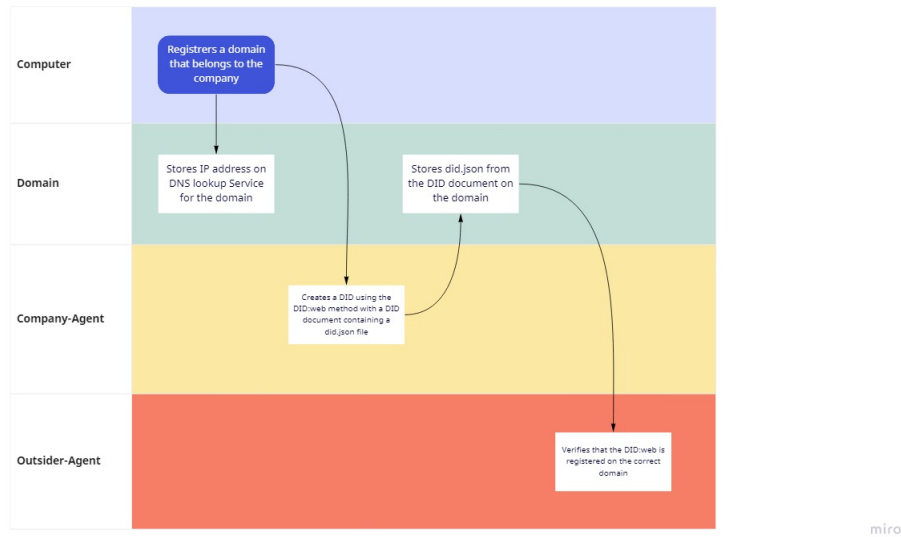 Computer
Registrers a domain
that belongs to the
company
Domain
Stores IP address on
DNS lookup Service
for the domain
Stores did.json from
the DID document on
the domain
Company-Agent
Creates a DID using the
DID:web method with a DID
document containing a
did.json file
Outsider-Agent
Verifies that the DID:web is
registered on the correct
domain
miro